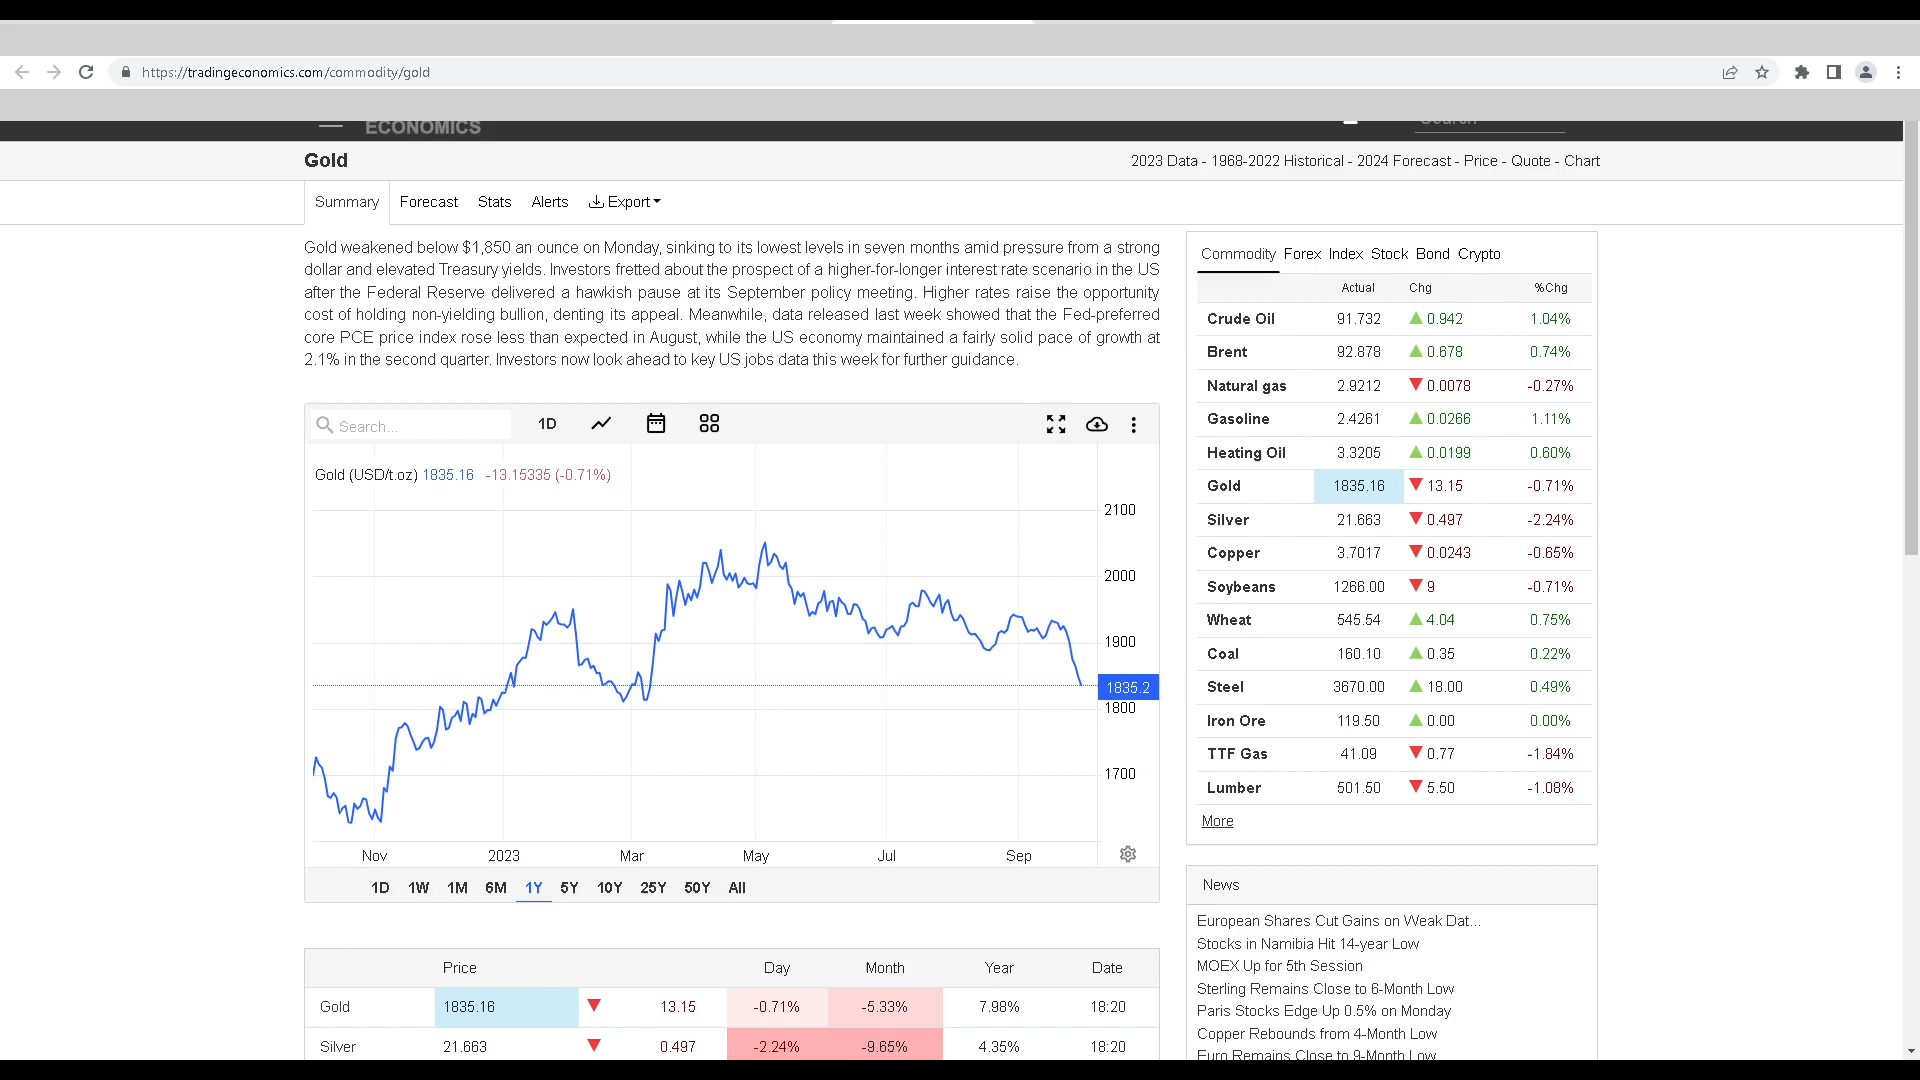 https://tradingeconomics.com/commodity/gold
ECONOMICS
Search
Gold
2023 Data - 1968-2022 Historical - 2024 Forecast - Price - Quote - Chart
Summary Forecast Stats Alerts Export
Gold weakened below $1,850 an ounce on Monday, sinking to its lowest levels in seven months amid pressure from a strong
dollar and elevated Treasury yields. Investors fretted about the prospect of a higher-for-longer interest rate scenario in the US
after the Federal Reserve delivered a hawkish pause at its September policy meeting. Higher rates raise the opportunity
cost of holding non-yielding bullion, denting its appeal. Meanwhile, data released last week showed that the Fed-preferred
core PCE price index rose less than expected in August, while the US economy maintained a fairly solid pace of growth at
2.1% in the second quarter. Investors now look ahead to key US jobs data this week for further guidance.
Search...
1D
Gold (USD/t.oz) 1835.16 -13.15335 (-0.71%)
2100
2000
1900
1835.2
1800
1700
Nov 2023 Mar May Jul Sep
1D 1W 1M 6M 1Y 5Y 10Y 25Y 50Y All
Price Day Month Year Date
Gold 1835.16 13.15 -0.71% -5.33% 7.98% 18:20
Silver 21.663 0.497 -2.24% -9.65% 4.35% 18:20
Commodity Forex Index Stock Bond Crypto
Actual Chg %Chg
Crude Oil 91.732 0.942 1.04%
Brent 92.878 0.678 0.74%
Natural gas 2.9212 0.0078 -0.27%
Gasoline 2.4261 0.0266 1.11%
Heating Oil 3.3205 0.0199 0.60%
Gold 1835.16 13.15 -0.71%
Silver 21.663 0.497 -2.24%
Copper 3.7017 0.0243 -0.65%
Soybeans 1266.00 9 -0.71%
Wheat 545.54 4.04 0.75%
Coal 160.10 0.35 0.22%
Steel 3670.00 18.00 0.49%
Iron Ore 119.50 0.00 0.00%
TTF Gas 41.09 0.77 -1.84%
Lumber 501.50 5.50 -1.08%
More
News
European Shares Cut Gains on Weak Dat...
Stocks in Namibia Hit 14-year Low
MOEX Up for 5th Session
Sterling Remains Close to 6-Month Low
Paris Stocks Edge Up 0.5% on Monday
Copper Rebounds from 4-Month Low
Euro Remains Close to 9-Month Low